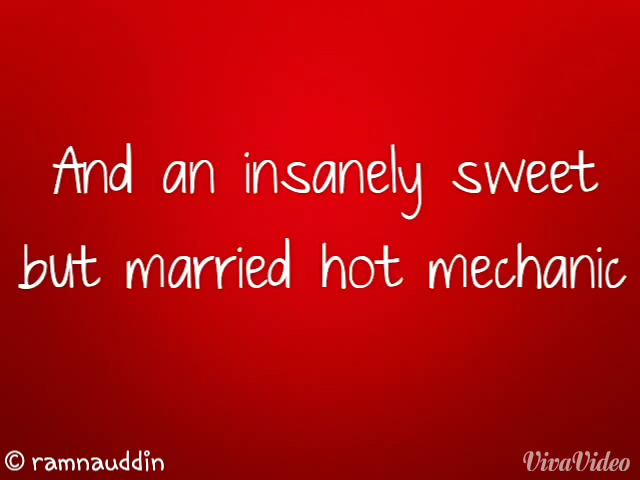 And an insanely sweet
but married hot mechanic
© ramnauddin
VivaVideo